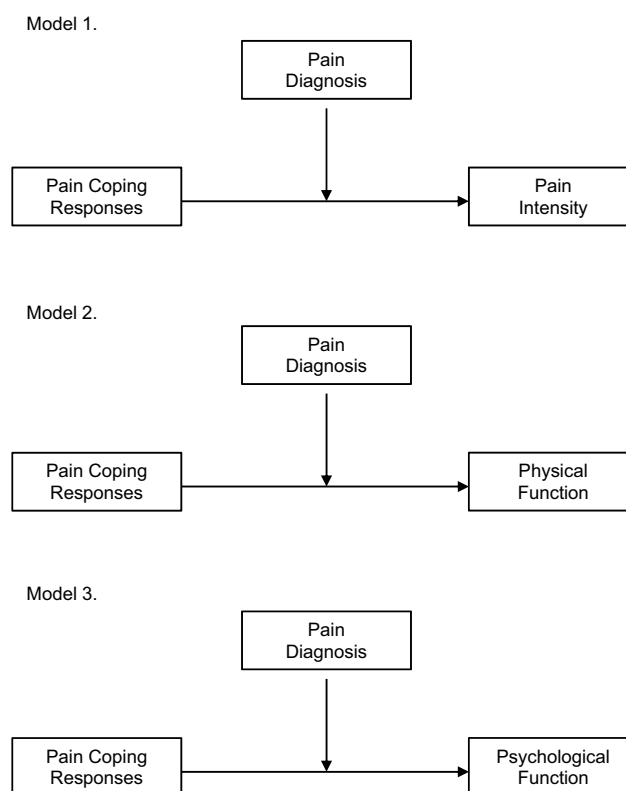 Model 1.
Pain
Diagnosis
Pain Coping
Responses
Pain
Intensity
Model 2.
Pain
Diagnosis
Pain Coping
Responses
Physical
Function
Model 3.
Pain
Diagnosis
Pain Coping
Responses
Psychological
Function